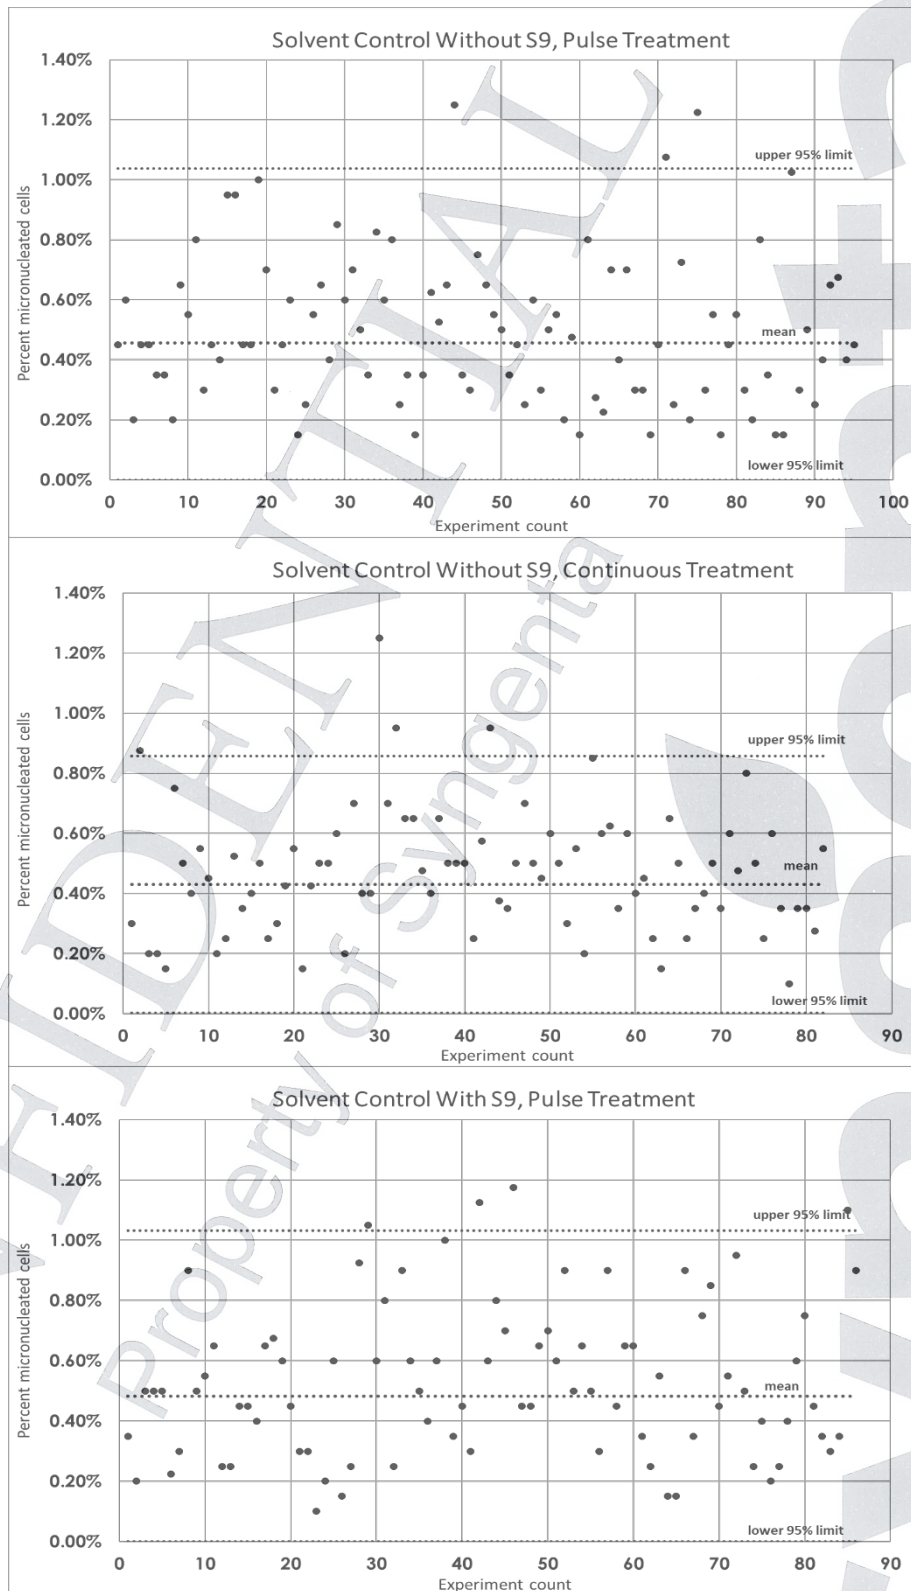 Solvent Control Without S9, Pulse Treatment
1.40%
1.20%
upper 95% limit
1.00%
0.80%
0.60%
mean
0.40%
0.20%
lower 95% limit
0.00%
0 10 20 30 40 50 60 70 80 90 100
Percent micronucleated cells
Experiment count
Solvent Control Without S9, Continuous Treatment
1.40%
1.20%
1.00%
upper 95% limit
0.80%
0.60%
mean
0.40%
0.20%
lower 95% limit
0.00%
0 10 20 30 40 50 60 70 80 90
Percent micronucleated cells
Experiment count
Solvent Control With S9, Pulse Treatment
1.40%
1.20%
upper 95% limit
1.00%
0.80%
0.60%
mean
0.40%
0.20%
lower 95% limit
0.00%
0 10 20 30 40 50 60 70 80 90
Percent micronucleated cells
Experiment count
Property of Syngenta